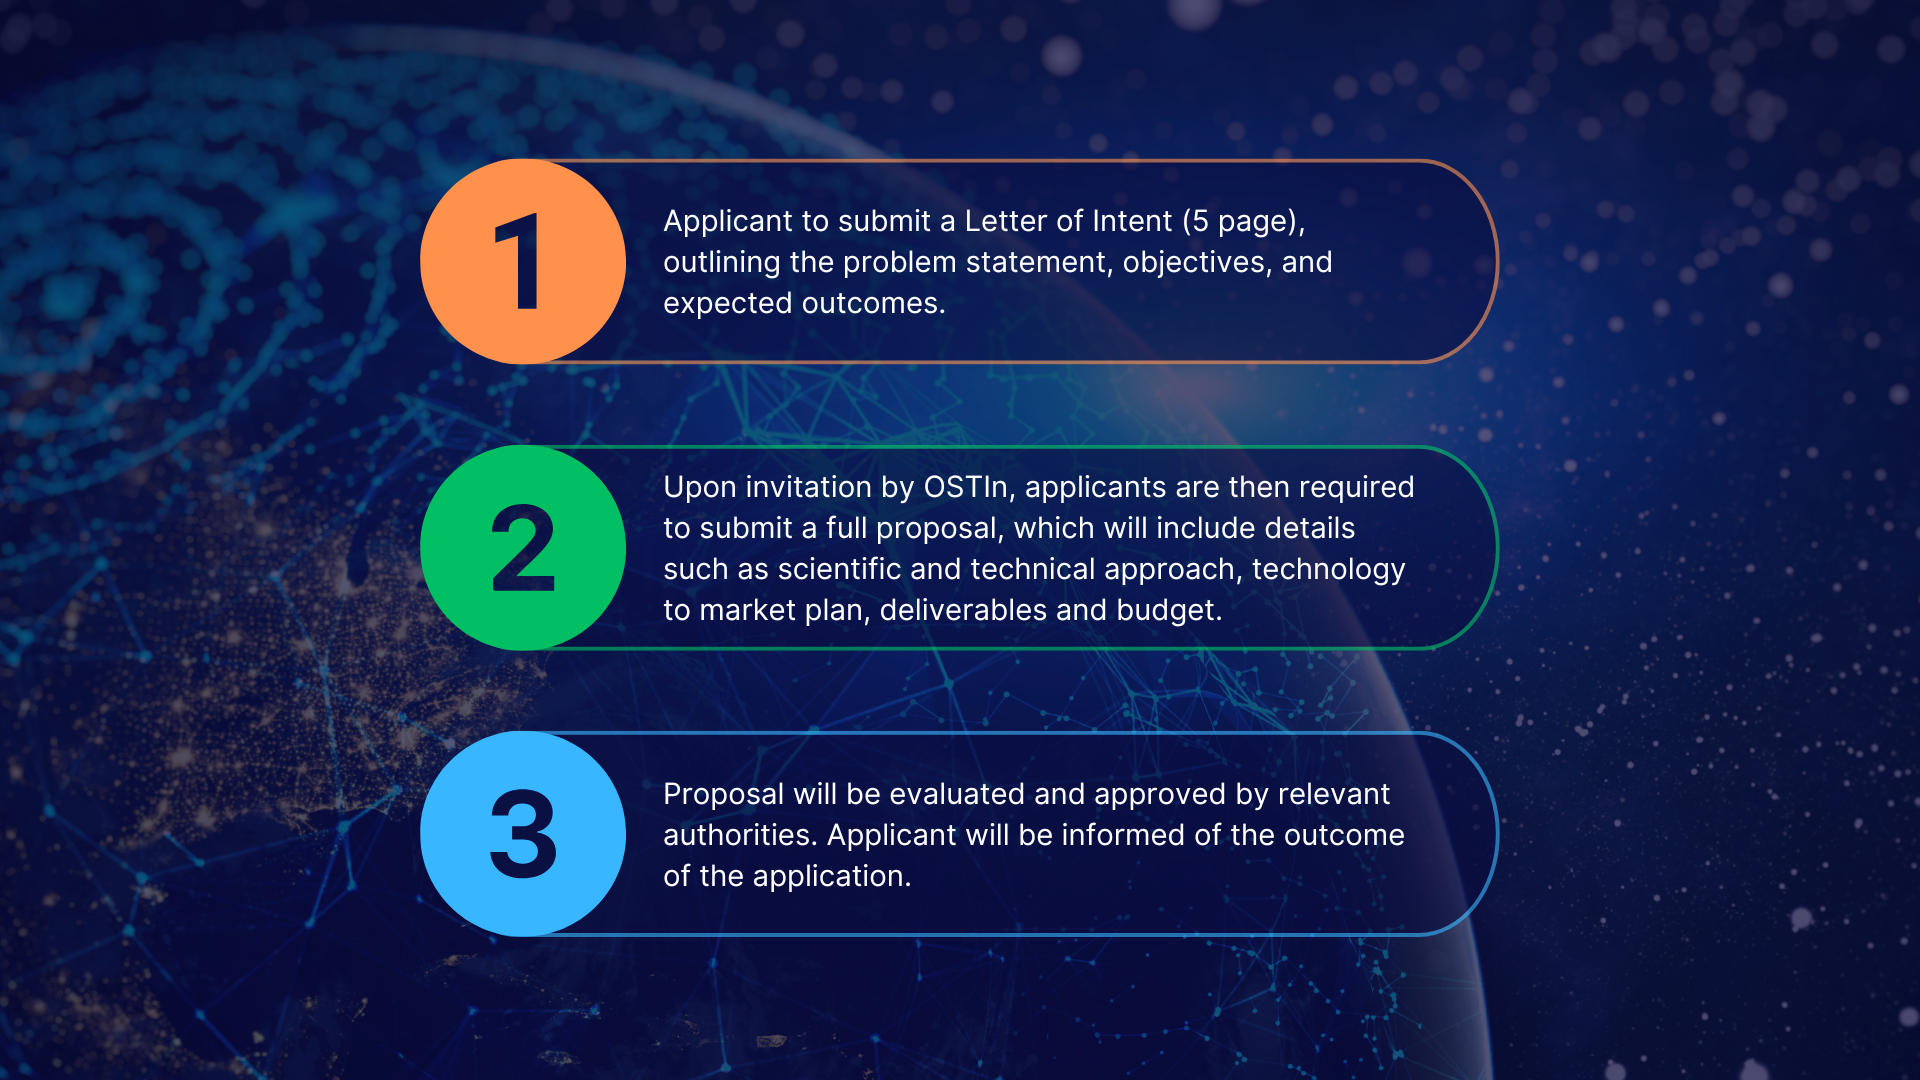 1
Applicant to submit a Letter of Intent (5 page),
outlining the problem statement, objectives, and
expected outcomes.
2
Upon invitation by OSTIn, applicants are then required
to submit a full proposal, which will include details
such as scientific and technical approach, technology
to market plan, deliverables and budget.
3
Proposal will be evaluated and approved by relevant
authorities. Applicant will be informed of the outcome
of the application.